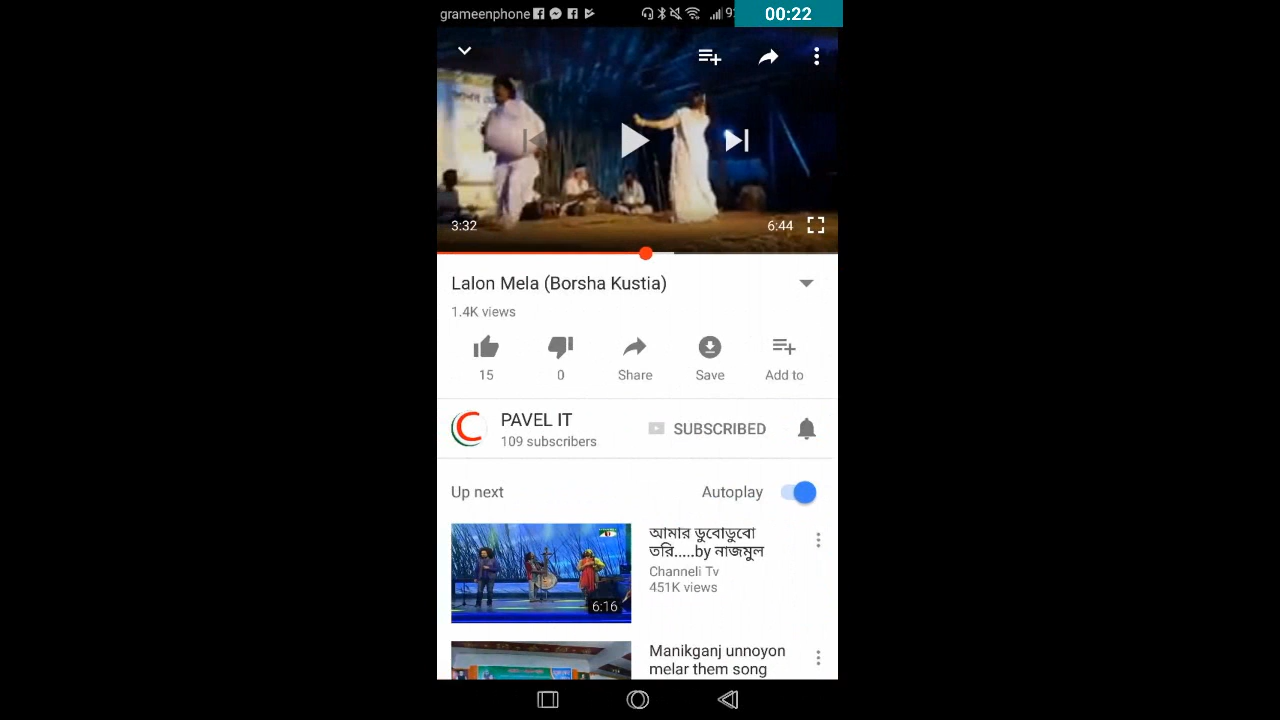 grameenphone
00:22
3:32
6:44
Lalon Mela (Borsha Kustia)
1.4K views
15
0
Share
Save
Add to
PAVEL IT
109 subscribers
SUBSCRIBED
Up next
Autoplay
আমার ডুবোডুবো
তরি.....by নাজমুল
Channeli Tv
451K views
6:16
Manikganj unnoyon
melar them song